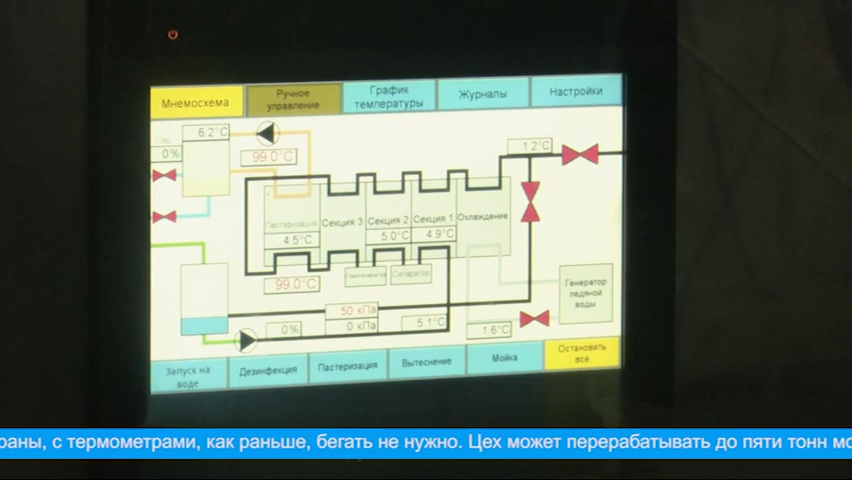 Мнемосхема
Ручное
управление
График
температуры
Журналы
Настройки
6.2°C
0%
99.0°C
1.2°C
Пастеризация
Секция 3
Секция 2
Секция 1
Охлаждение
4.5°C
5.0°C
4.9°C
99.0°C
Сепаратор
Генератор
ледяной
воды
50 кПа
0%
0 кПа
5.1°C
1.6°C
Запуск на
воде
Дезинфекция
Пастеризация
Вытеснение
Мойка
Остановить
все
раны, с термометрами, как раньше, бегать не нужно. Цех может перерабатывать до пяти тонн мо